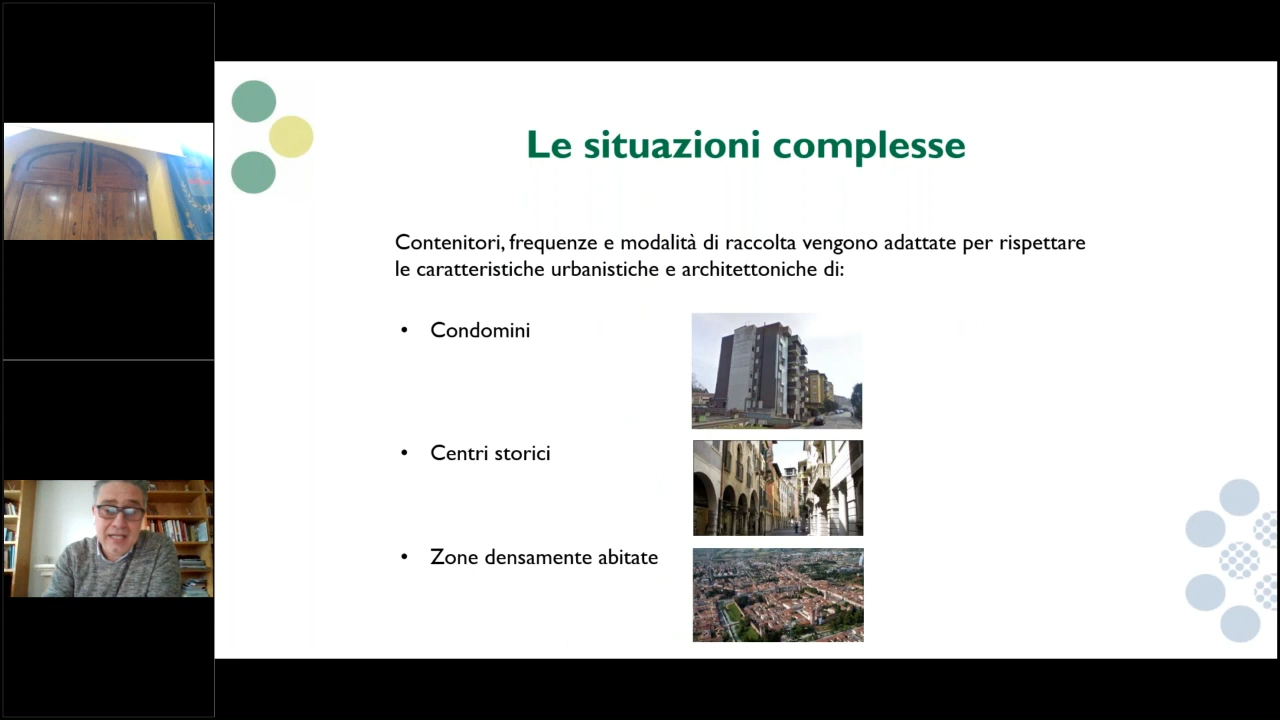 Le situazioni complesse
Contenitori, frequenze e modalità di raccolta vengono adattate per rispettare
le caratteristiche urbanistiche e architettoniche di:
• Condomini
• Centri storici
• Zone densamente abitate